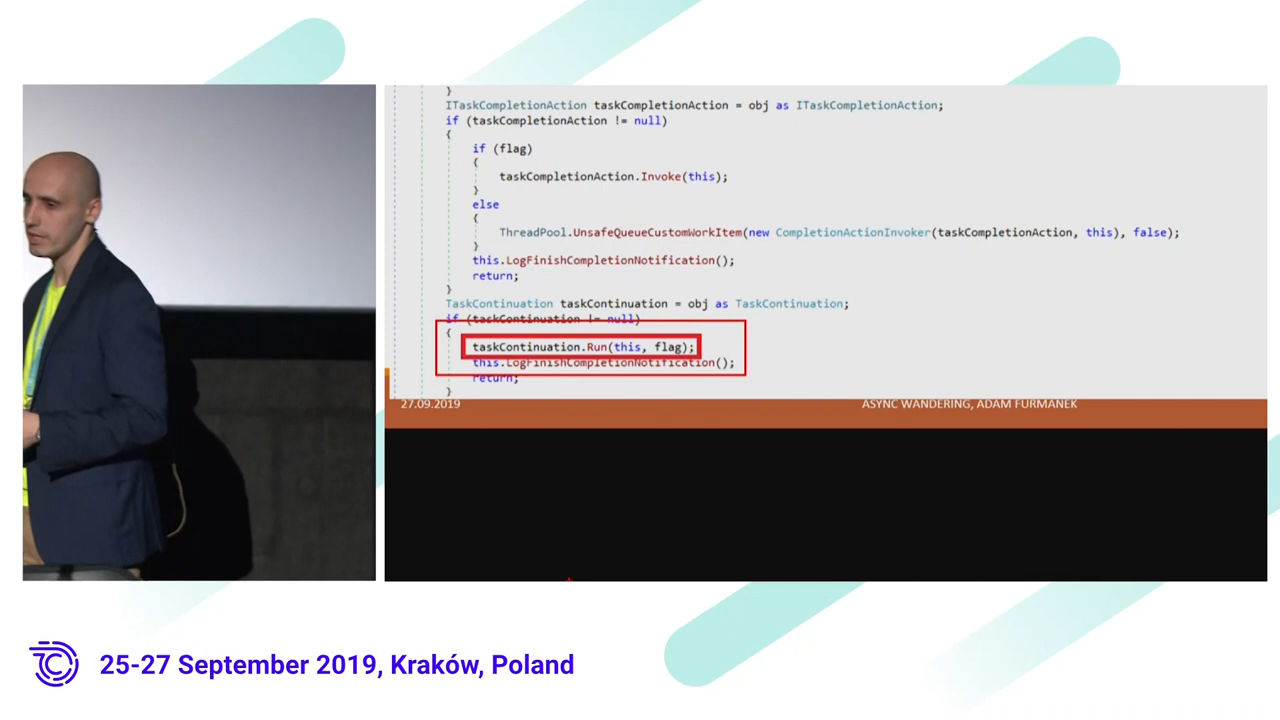 }
ITaskCompletionAction taskCompletionAction = obj as ITaskCompletionAction;
if (taskCompletionAction != null)
{
if (flag)
{
taskCompletionAction.Invoke(this);
}
else
{
ThreadPool.UnsafeQueueCustomWorkItem(new CompletionActionInvoker(taskCompletionAction, this), false);
}
this.LogFinishCompletionNotification();
return;
}
TaskContinuation taskContinuation = obj as TaskContinuation;
if (taskContinuation != null)
{
taskContinuation.Run(this, flag);
this.LogFinishCompletionNotification();
return;
}
27.09.2019
ASYNC WANDERING, ADAM FURMANEK
25-27 September 2019, Kraków, Poland